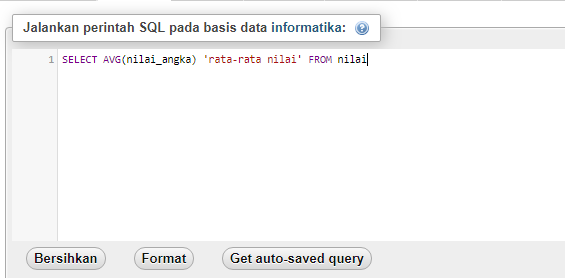 Jalankan perintah SQL pada basis data informatika:
1 SELECT AVG(nilai_angka) 'rata-rata nilai' FROM nilai
Bersihkan Format Get auto-saved query